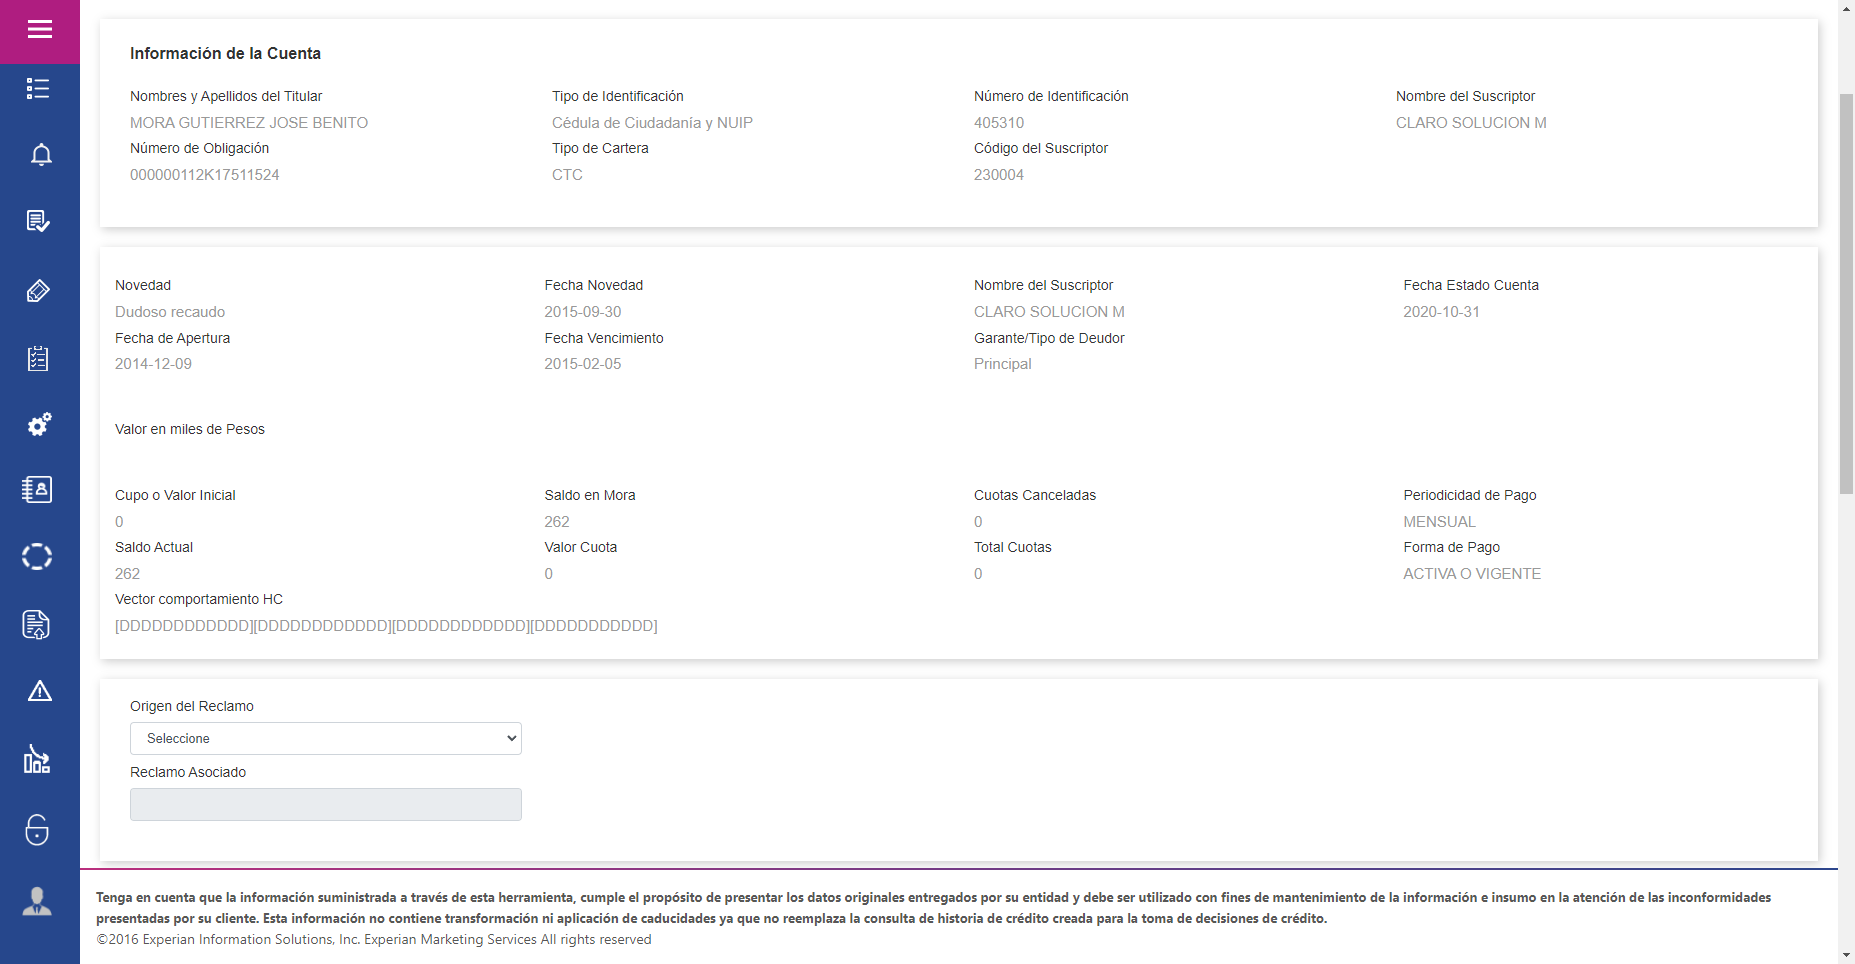 Información de la Cuenta
Nombres y Apellidos del Titular Tipo de Identificación Número de Identificación Nombre del Suscriptor
MORA GUTIERREZ JOSE BENITO Cédula de Ciudadanía y NUIP 405310 CLARO SOLUCION M
Número de Obligación Tipo de Cartera Código del Suscriptor
000000112K17511524 CTC 230004
Novedad Fecha Novedad Nombre del Suscriptor Fecha Estado Cuenta
Dudoso recaudo 2015-09-30 CLARO SOLUCION M 2020-10-31
Fecha de Apertura Fecha Vencimiento Garante/Tipo de Deudor
2014-12-09 2015-02-05 Principal
Valor en miles de Pesos
Cupo o Valor Inicial Saldo en Mora Cuotas Canceladas Periodicidad de Pago
0 262 0 MENSUAL
Saldo Actual Valor Cuota Total Cuotas Forma de Pago
262 0 0 ACTIVA O VIGENTE
Vector comportamiento HC
[DDDDDDDDDDDD][DDDDDDDDDDDD][DDDDDDDDDDDD][DDDDDDDDDDD]
Origen del Reclamo
Seleccione
Reclamo Asociado
Tenga en cuenta que la información suministrada a través de esta herramienta, cumple el propósito de presentar los datos originales entregados por su entidad y debe ser utilizado con fines de mantenimiento de la información e insumo en la atención de las inconformidades
presentadas por su cliente. Esta información no contiene transformación ni aplicación de caducidades ya que no reemplaza la consulta de historia de crédito creada para la toma de decisiones de crédito.
©2016 Experian Information Solutions, Inc. Experian Marketing Services All rights reserved